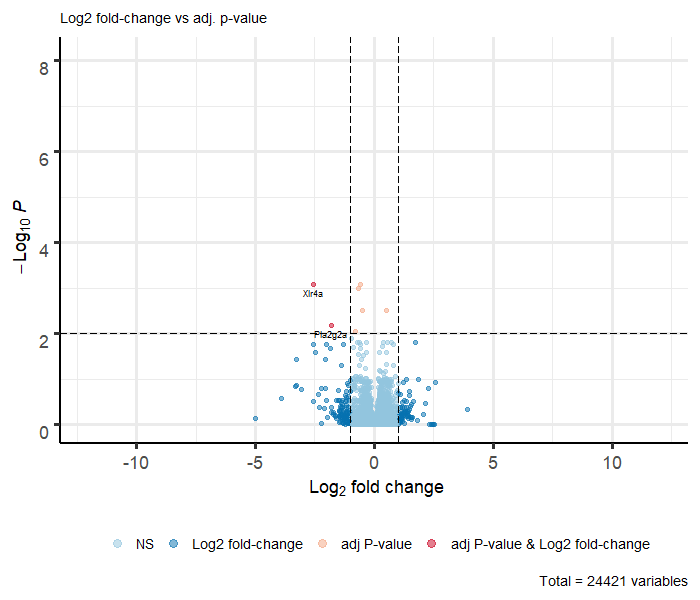 Log2 fold-change vs adj. p-value
8
6
4
2
0
−Log10 P
Xlr4a
Pla2g2a
-10 -5 0 5 10
Log2 fold change
NS Log2 fold-change adj P-value adj P-value & Log2 fold-change
Total = 24421 variables